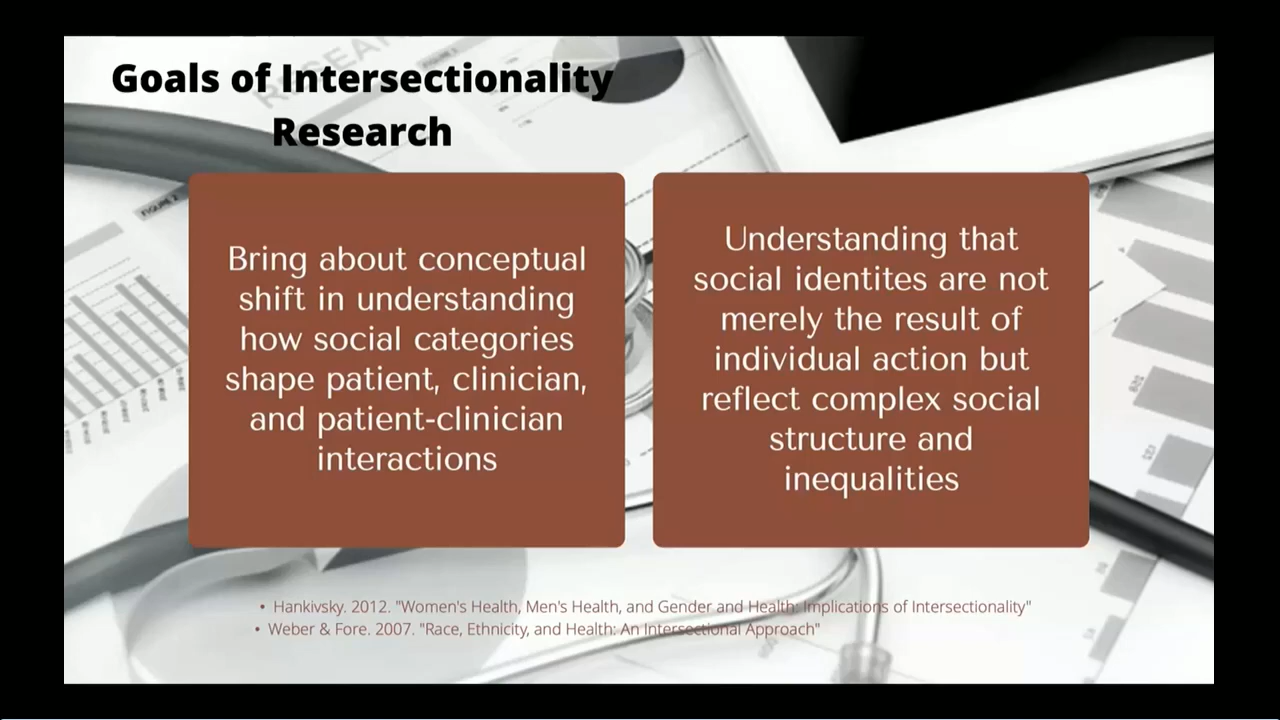 Goals of Intersectionality
Research
Bring about conceptual
shift in understanding
how social categories
shape patient, clinician,
and patient-clinician
interactions
Understanding that
social identites are not
merely the result of
individual action but
reflect complex social
structure and
inequalities
• Hankivsky. 2012. "Women's Health, Men's Health, and Gender and Health: Implications of Intersectionality"
• Weber & Fore. 2007. "Race, Ethnicity, and Health: An Intersectional Approach"
RESEAR
FIGURE 2